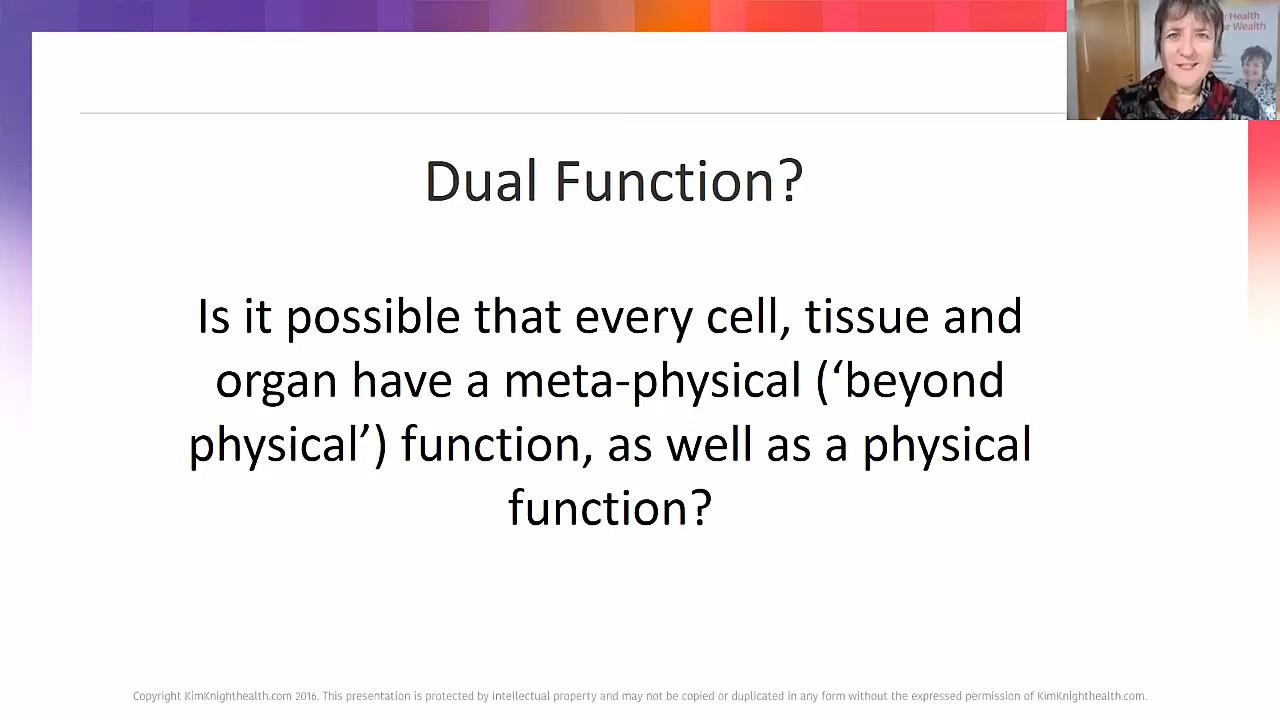 Health
Wealth
Dual Function?
Is it possible that every cell, tissue and
organ have a meta-physical (‘beyond
physical’) function, as well as a physical
function?
Copyright KimKnighthealth.com 2016. This presentation is protected by intellectual property and may not be copied or duplicated in any form without the expressed permission of KimKnighthealth.com.